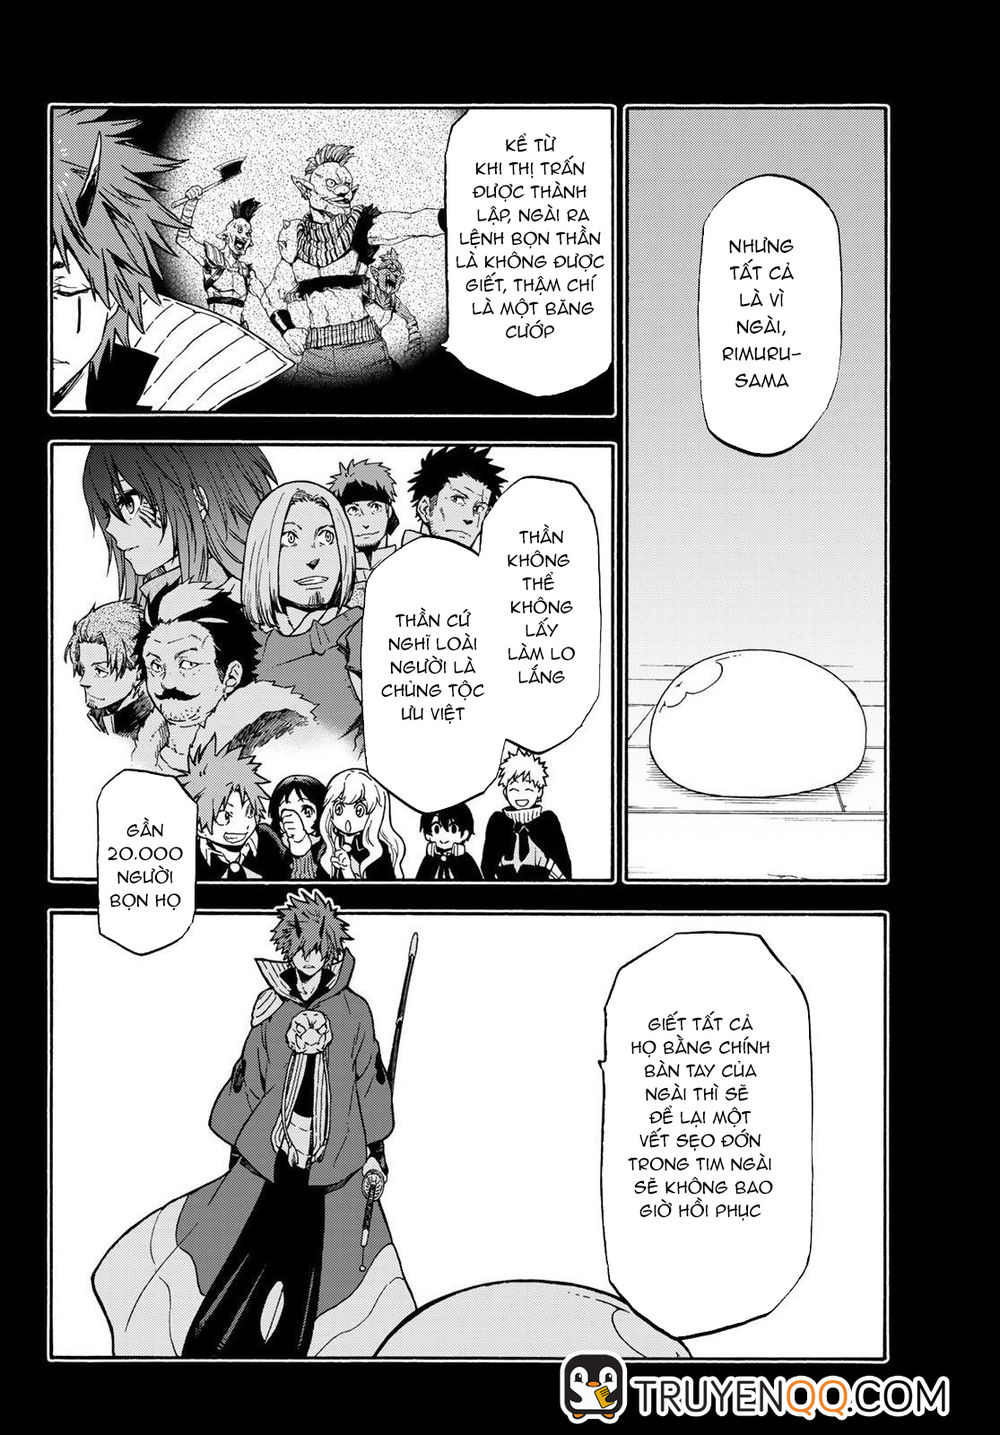 NHƯNG
TẤT CẢ
LÀ VÌ
NGÀI,
RIMURU-
SAMA
KỂ TỪ
KHI THỊ TRẤN
ĐƯỢC THÀNH
LẬP, NGÀI RA
LỆNH BỌN THẦN
LÀ KHÔNG ĐƯỢC
GIẾT, THẬM CHÍ
LÀ MỘT BĂNG
CƯỚP
THẦN
KHÔNG
THỂ
KHÔNG
LẤY
LÀM LO
LẮNG
THẦN CỨ
NGHĨ LOÀI
NGƯỜI LÀ
CHỦNG TỘC
ƯU VIỆT
GẦN
20.000
NGƯỜI
BỌN HỌ
GIẾT TẤT CẢ
HỌ BẰNG CHÍNH
BÀN TAY CỦA
NGÀI THÌ SẼ
ĐỂ LẠI MỘT
VẾT SẸO ĐỚN
TRONG TIM NGÀI
SẼ KHÔNG BAO
GIỜ HỒI PHỤC
TRUYENQQ.COM